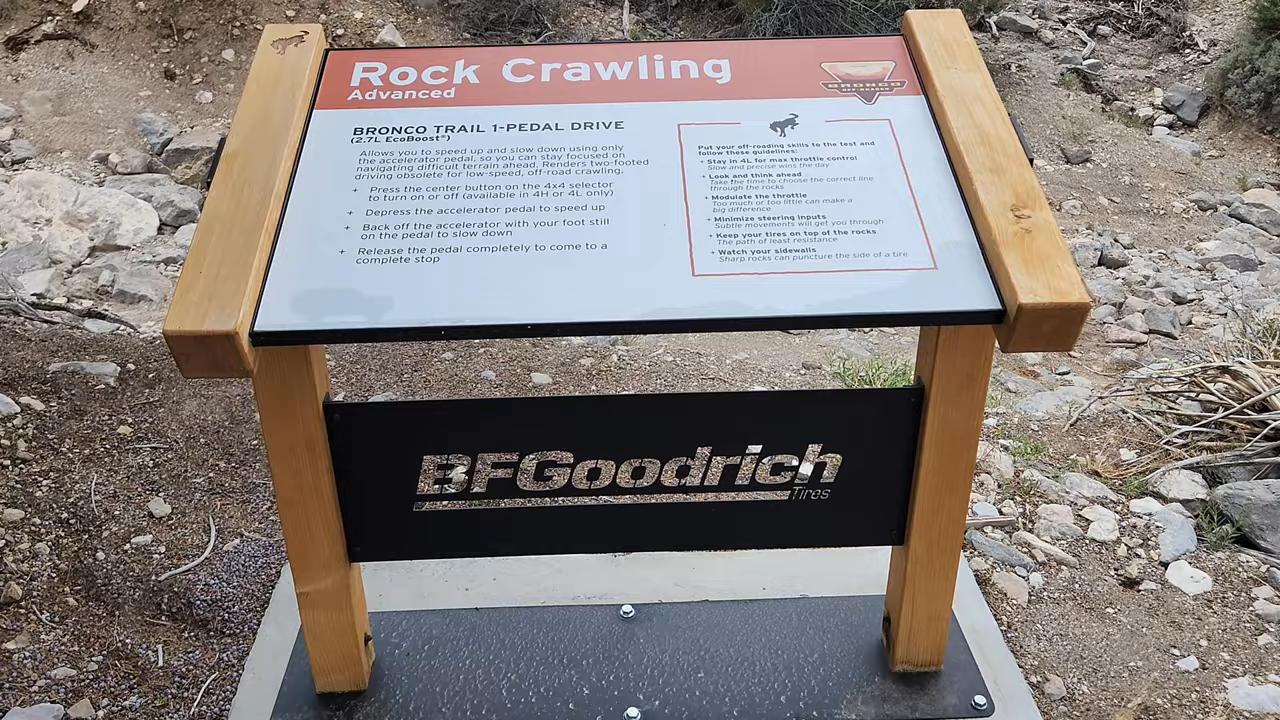 Rock Crawling
Advanced
BRONCO
OFF-ROADEO
BRONCO TRAIL 1-PEDAL DRIVE
(2.7L EcoBoost®)
Allows you to speed up and slow down using only
the accelerator pedal, so you can stay focused on
navigating difficult terrain ahead. Renders two-footed
driving obsolete for low-speed, off-road crawling.
+ Press the center button on the 4x4 selector
to turn on or off (available in 4H or 4L only)
+ Depress the accelerator pedal to speed up
+ Back off the accelerator with your foot still
on the pedal to slow down
+ Release the pedal completely to come to a
complete stop
Put your off-roading skills to the test and
follow these guidelines:
+ Stay in 4L for max throttle control
Slow and precise wins the day
+ Look and think ahead
Take the time to choose the correct line
through the rocks
+ Modulate the throttle
Too much or too little can make a
big difference
+ Minimize steering inputs
Subtle movements will get you through
+ Keep your tires on top of the rocks
The path of least resistance
+ Watch your sidewalls
Sharp rocks can puncture the side of a tire
BFGoodrich
Tires